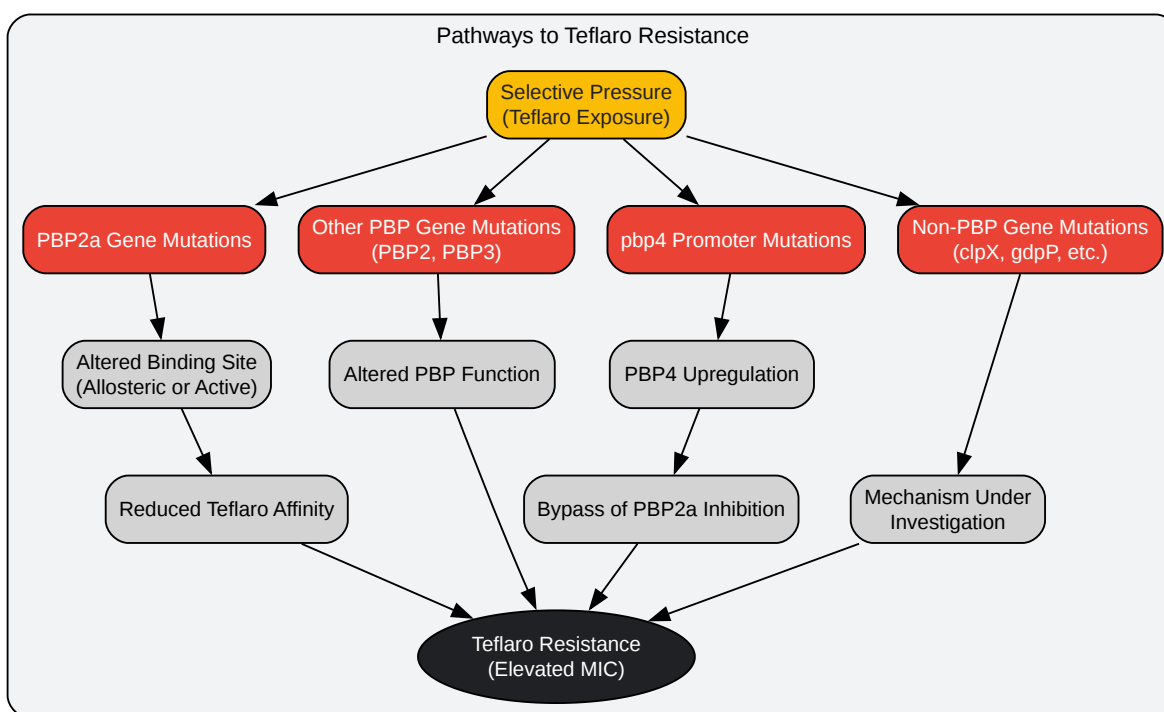 Pathways to Teflaro Resistance
Selective Pressure
(Teflaro Exposure)
PBP2a Gene Mutations
Other PBP Gene Mutations
(PBP2, PBP3)
pbp4 Promoter Mutations
Non-PBP Gene Mutations
(clpX, gdpP, etc.)
Altered Binding Site
(Allosteric or Active)
Altered PBP Function
PBP4 Upregulation
Reduced Teflaro Affinity
Bypass of PBP2a Inhibition
Mechanism Under
Investigation
Teflaro Resistance
(Elevated MIC)